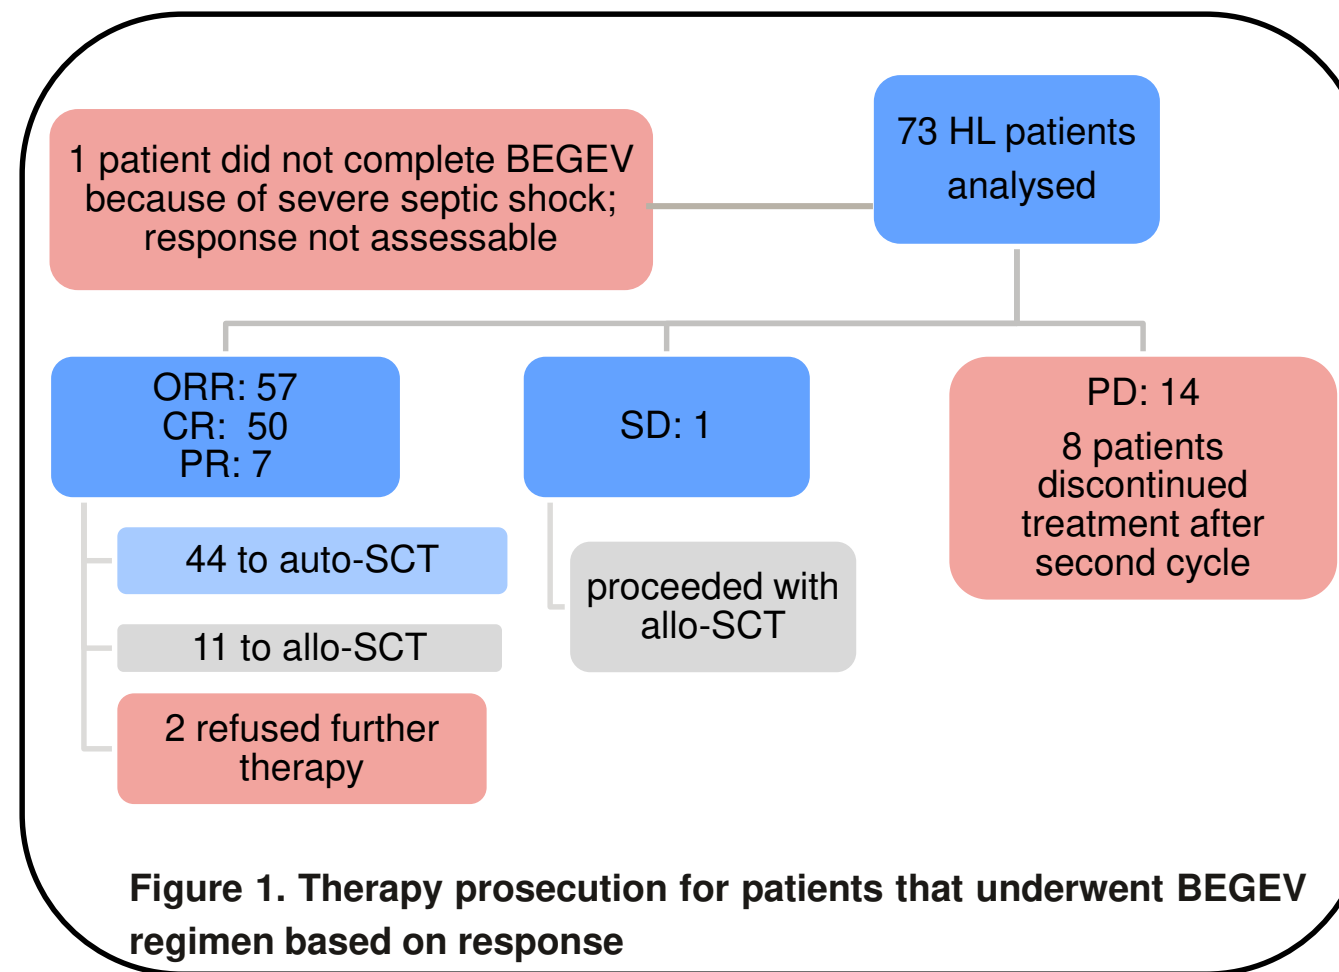 1 patient did not complete BEGEV
because of severe septic shock;
response not assessable
73 HL patients
analysed
ORR: 57
CR: 50
PR: 7
SD: 1
PD: 14
8 patients
discontinued
treatment after
second cycle
44 to auto-SCT
11 to allo-SCT
2 refused further
therapy
proceeded with
allo-SCT
Figure 1. Therapy prosecution for patients that underwent BEGEV
regimen based on response